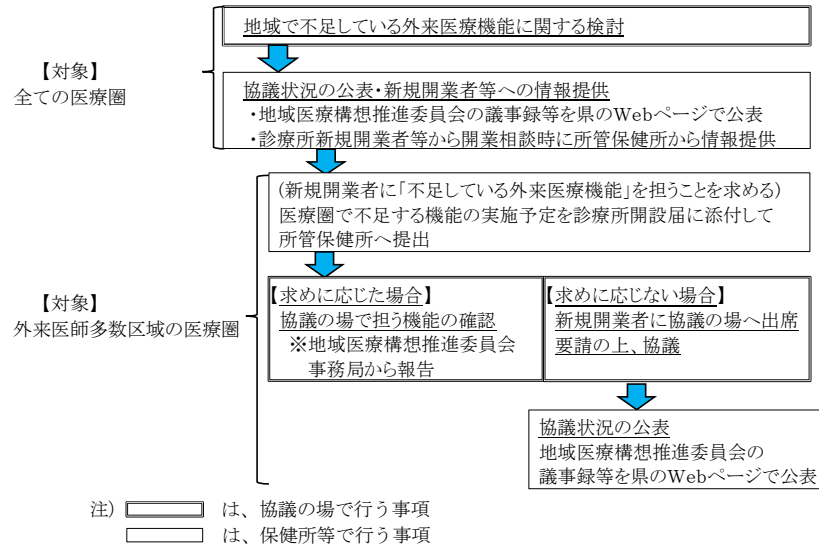 地域で不足している外来医療機能に関する検討
【対象】
全ての医療圏
協議状況の公表・新規開業者等への情報提供
・地域医療構想推進委員会の議事録等を県のWebページで公表
・診療所新規開業者等から開業相談時に所管保健所から情報提供
(新規開業者に「不足している外来医療機能」を担うことを求める)
医療圏で不足する機能の実施予定を診療所開設届に添付して
所管保健所へ提出
【対象】
外来医師多数区域の医療圏
【求めに応じた場合】
協議の場で担う機能の確認
※地域医療構想推進委員会
事務局から報告
【求めに応じない場合】
新規開業者に協議の場へ出席
要請の上、協議
協議状況の公表
地域医療構想推進委員会の
議事録等を県のWebページで公表
注) は、協議の場で行う事項
は、保健所等で行う事項